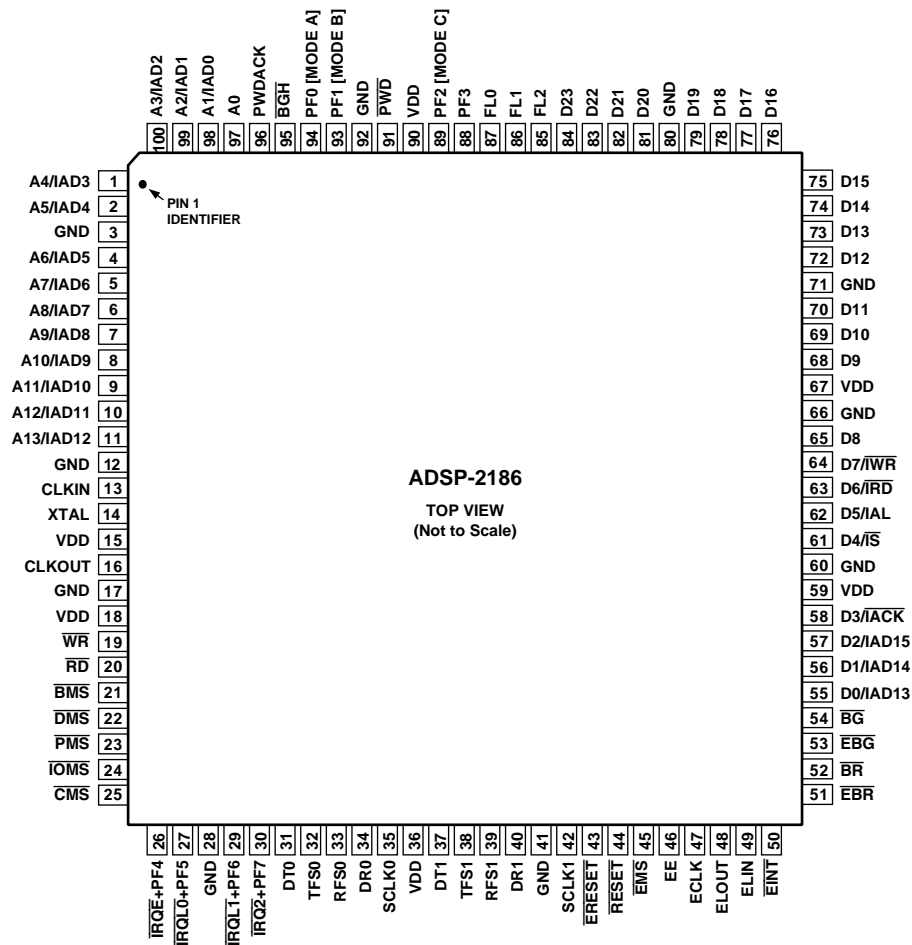 A3/IAD2
A2/IAD1
A1/IAD0
A0
PWDACK
BGH
PF0 [MODE A]
PF1 [MODE B]
GND
PWD
VDD
PF2 [MODE C]
PF3
FL0
FL1
FL2
D23
D22
D21
D20
GND
D19
D18
D17
D16
100 99 98 97 96 95 94 93 92 91 90 89 88 87 86 85 84 83 82 81 80 79 78 77 76
A4/IAD3 1
A5/IAD4 2
GND 3
A6/IAD5 4
A7/IAD6 5
A8/IAD7 6
A9/IAD8 7
A10/IAD9 8
A11/IAD10 9
A12/IAD11 10
A13/IAD12 11
GND 12
CLKIN 13
XTAL 14
VDD 15
CLKOUT 16
GND 17
VDD 18
WR 19
RD 20
BMS 21
DMS 22
PMS 23
IOMS 24
CMS 25
PIN 1
IDENTIFIER
ADSP-2186
TOP VIEW
(Not to Scale)
75 D15
74 D14
73 D13
72 D12
71 GND
70 D11
69 D10
68 D9
67 VDD
66 GND
65 D8
64 D7/IWR
63 D6/IRD
62 D5/IAL
61 D4/IS
60 GND
59 VDD
58 D3/IACK
57 D2/IAD15
56 D1/IAD14
55 D0/IAD13
54 BG
53 EBG
52 BR
51 EBR
26 27 28 29 30 31 32 33 34 35 36 37 38 39 40 41 42 43 44 45 46 47 48 49 50
IRQE+PF4
IRQL0+PF5
GND
IRQL1+PF6
IRQ2+PF7
DT0
TFS0
RFS0
DR0
SCLK0
VDD
DT1
TFS1
RFS1
DR1
GND
SCLK1
ERESET
RESET
EMS
EE
ECLK
ELOUT
ELIN
EINT